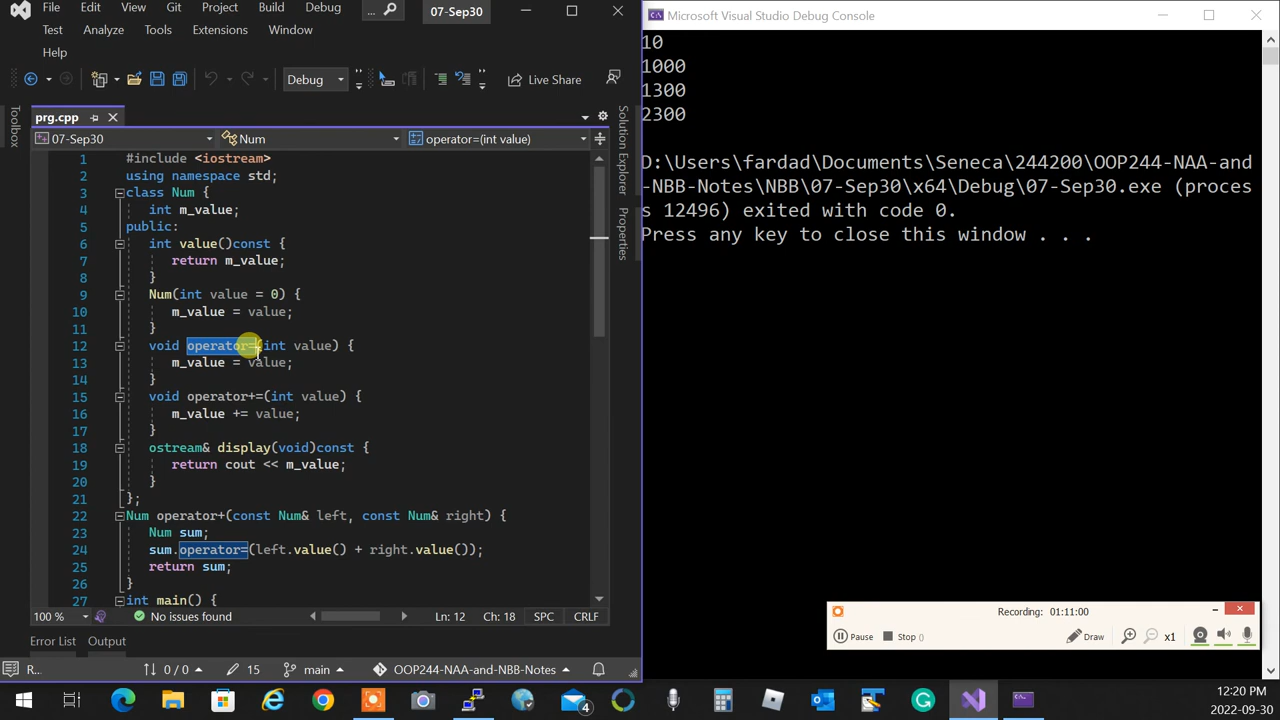 File Edit View Git Project Build Debug ... 07-Sep30
Test Analyze Tools Extensions Window
Help
Debug Live Share
prg.cpp
07-Sep30 Num operator=(int value)
1 #include <iostream>
2 using namespace std;
3 class Num {
4 int m_value;
5 public:
6 int value()const {
7 return m_value;
8 }
9 Num(int value = 0) {
10 m_value = value;
11 }
12 void operator=(int value) {
13 m_value = value;
14 }
15 void operator+=(int value) {
16 m_value += value;
17 }
18 ostream& display(void)const {
19 return cout << m_value;
20 }
21 };
22 Num operator+(const Num& left, const Num& right) {
23 Num sum;
24 sum.operator=(left.value() + right.value());
25 return sum;
26 }
27 int main() {
100 % No issues found Ln: 12 Ch: 18 SPC CRLF
Error List Output
R... 0 / 0 15 main OOP244-NAA-and-NBB-Notes
Toolbox
Solution Explorer
Properties
Microsoft Visual Studio Debug Console
10
1000
1300
2300
D:\Users\fardad\Documents\Seneca\244200\OOP244-NAA-and
-NBB-Notes\NBB\07-Sep30\x64\Debug\07-Sep30.exe (proces
s 12496) exited with code 0.
Press any key to close this window . . .
Recording: 01:11:00
Pause Stop () Draw x1
4
12:20 PM
2022-09-30